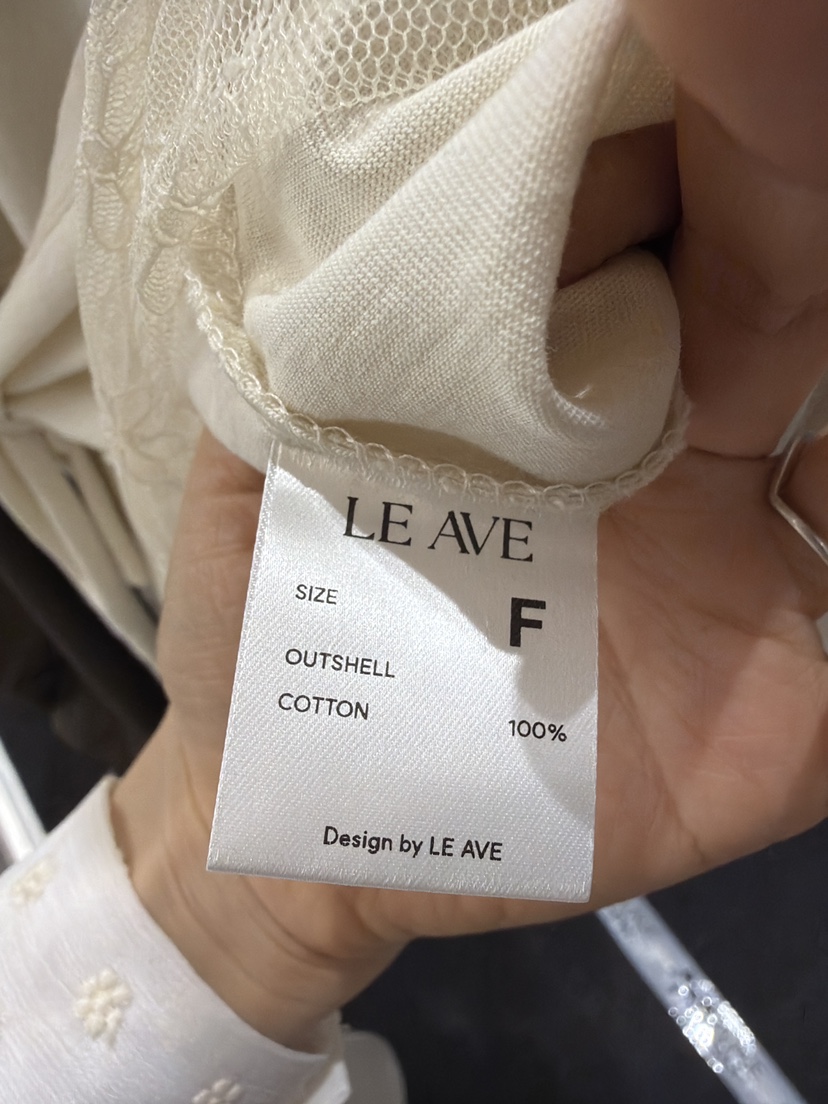 LE AVE
SIZE F
OUTSHELL
COTTON 100%
Design by LE AVE